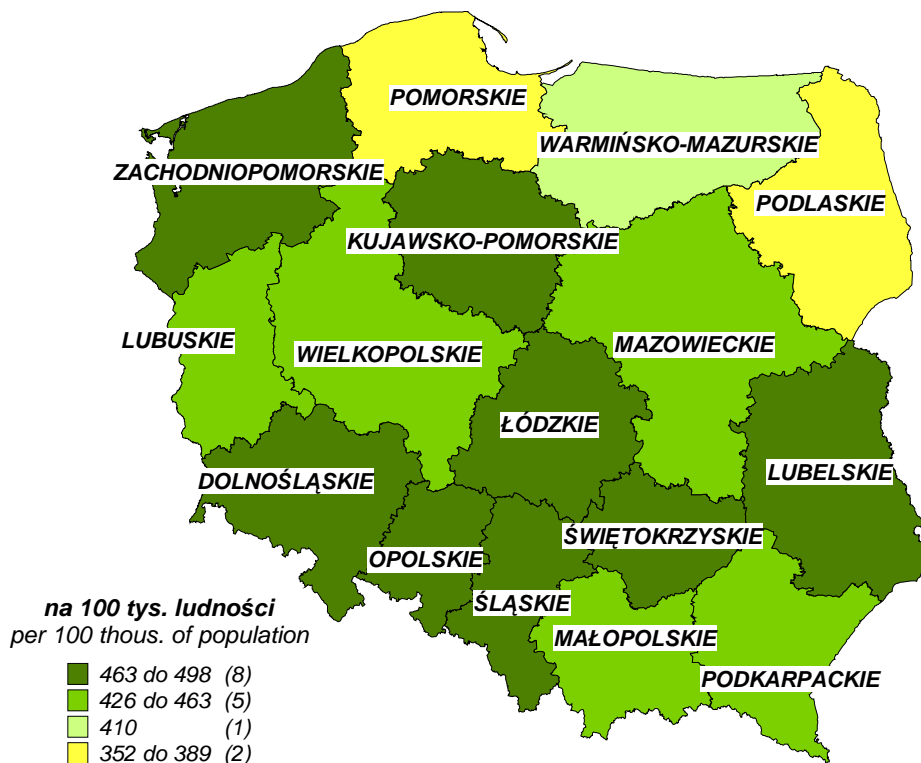 POMORSKIE
WARMIŃSKO-MAZURSKIE
ZACHODNIOPOMORSKIE
PODLASKIE
KUJAWSKO-POMORSKIE
LUBUSKIE
WIELKOPOLSKIE
MAZOWIECKIE
ŁÓDZKIE
LUBELSKIE
DOLNOŚLĄSKIE
ŚWIĘTOKRZYSKIE
OPOLSKIE
ŚLĄSKIE
MAŁOPOLSKIE
PODKARPACKIE
na 100 tys. ludności
per 100 thous. of population
463 do 498 (8)
426 do 463 (5)
410 (1)
352 do 389 (2)